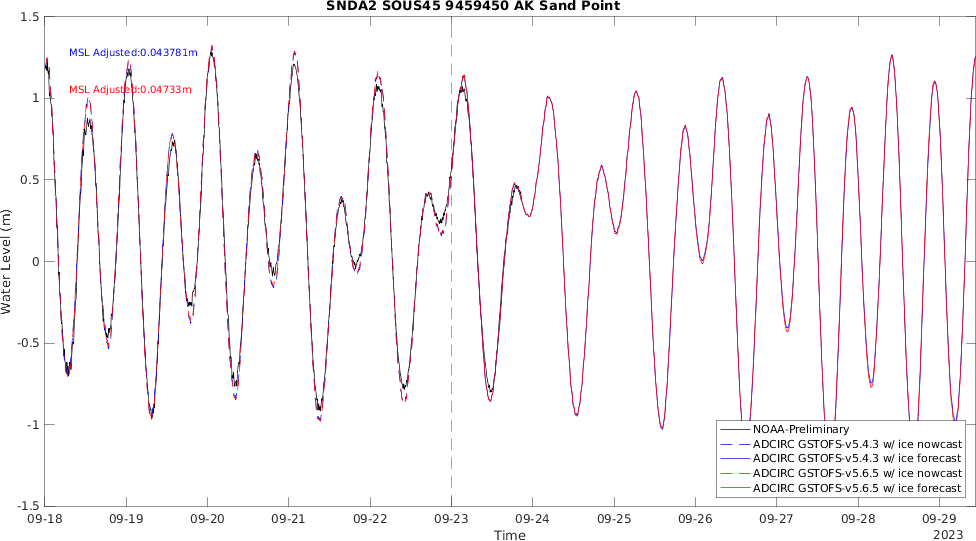 SNDA2 SOUS45 9459450 AK Sand Point
MSL Adjusted:0.043781m
MSL Adjusted:0.04733m
Water Level (m)
1.5
1
0.5
0
-0.5
-1
-1.5
NOAA-Preliminary
ADCIRC GSTOFS-v5.4.3 w/ ice nowcast
ADCIRC GSTOFS-v5.4.3 w/ ice forecast
ADCIRC GSTOFS-v5.6.5 w/ ice nowcast
ADCIRC GSTOFS-v5.6.5 w/ ice forecast
09-18 09-19 09-20 09-21 09-22 09-23 09-24 09-25 09-26 09-27 09-28 09-29
Time
2023